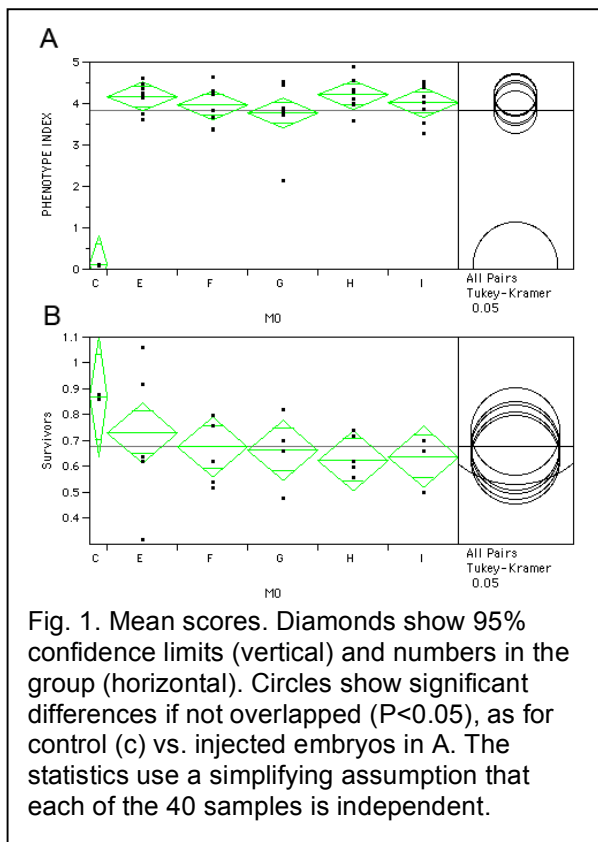 A
5
4
3
2
1
0
PHENOTYPE INDEX
C E F G H I
MO
All Pairs
Tukey-Kramer
0.05
B
1.1
1
0.9
0.8
0.7
0.6
0.5
0.4
Survivors
C E F G H I
MO
All Pairs
Tukey-Kramer
0.05
Fig. 1. Mean scores. Diamonds show 95%
confidence limits (vertical) and numbers in the
group (horizontal). Circles show significant
differences if not overlapped (P<0.05), as for
control (c) vs. injected embryos in A. The
statistics use a simplifying assumption that
each of the 40 samples is independent.